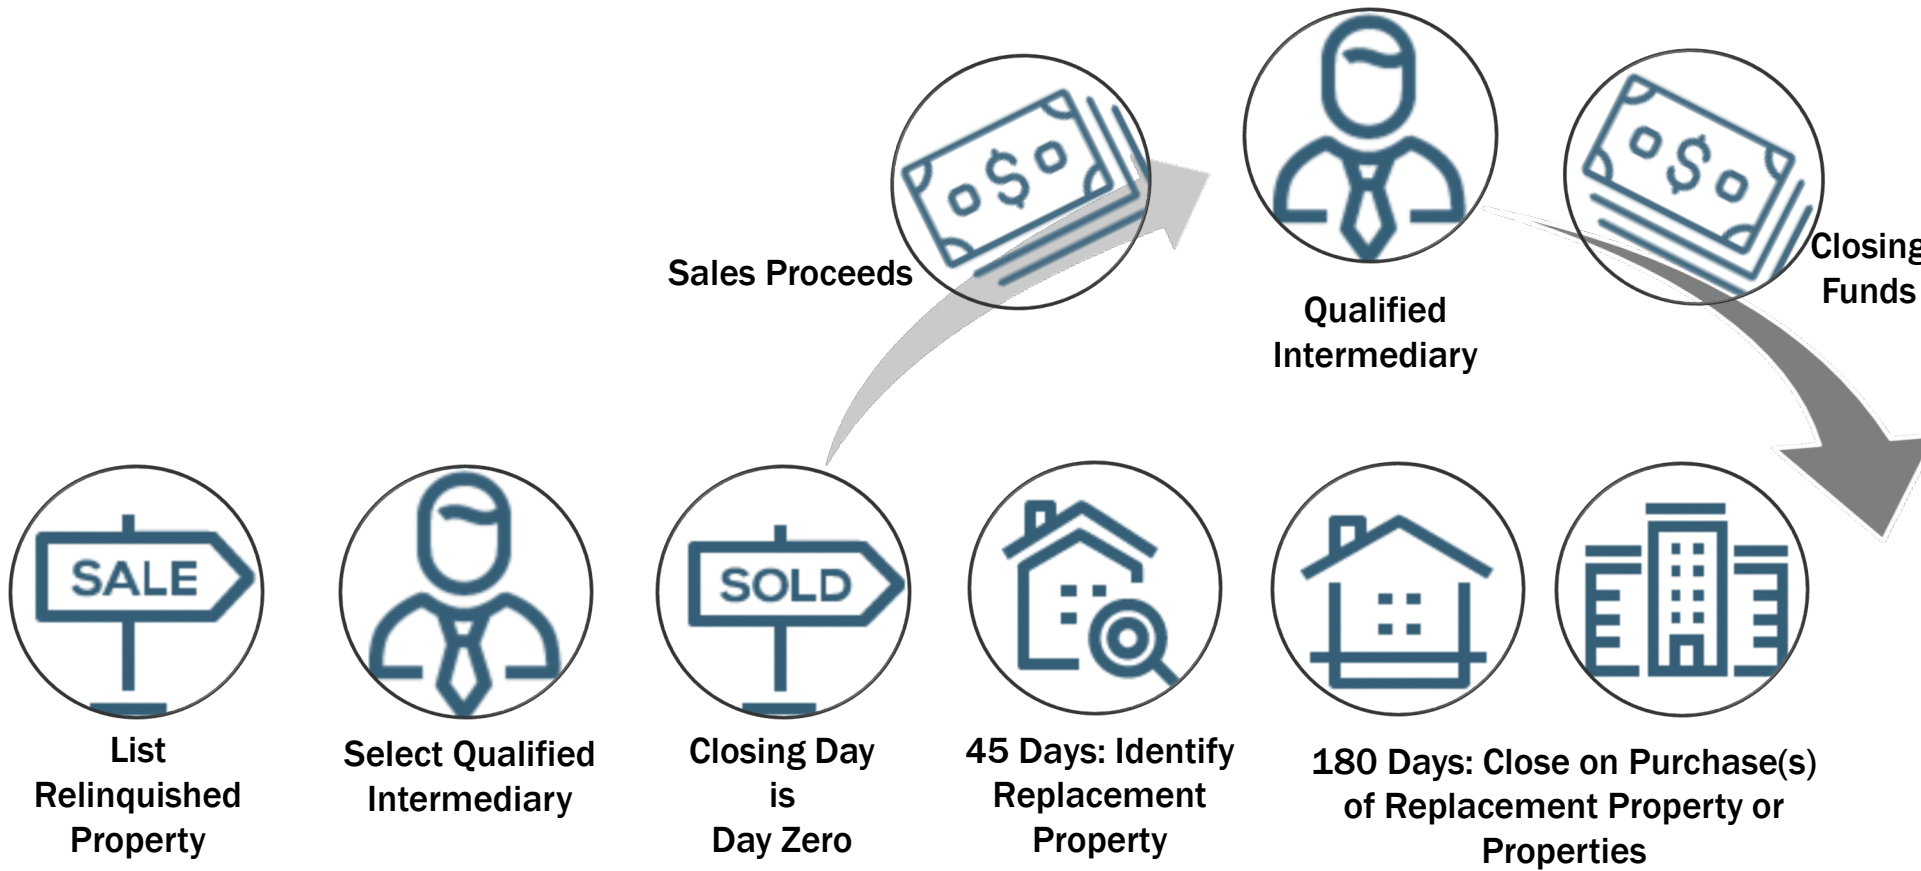 Sales Proceeds
Qualified
Intermediary
Closing
Funds
SALE
SOLD
List
Relinquished
Property
Select Qualified
Intermediary
Closing Day
is
Day Zero
45 Days: Identify
Replacement
Property
180 Days: Close on Purchase(s)
of Replacement Property or
Properties
$
$